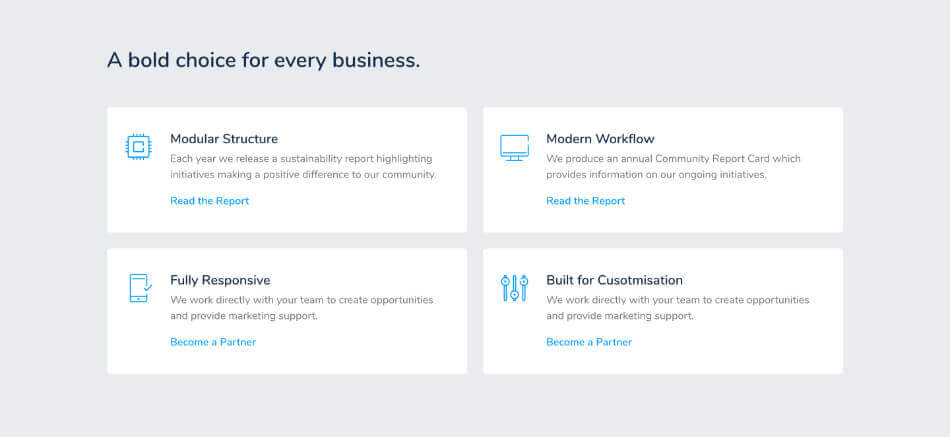 A bold choice for every business.
Modular Structure
Each year we release a sustainability report highlighting
initiatives making a positive difference to our community.
Read the Report
Modern Workflow
We produce an annual Community Report Card which
provides information on our ongoing initiatives.
Read the Report
Fully Responsive
We work directly with your team to create opportunities
and provide marketing support.
Become a Partner
Built for Cusotmisation
We work directly with your team to create opportunities
and provide marketing support.
Become a Partner